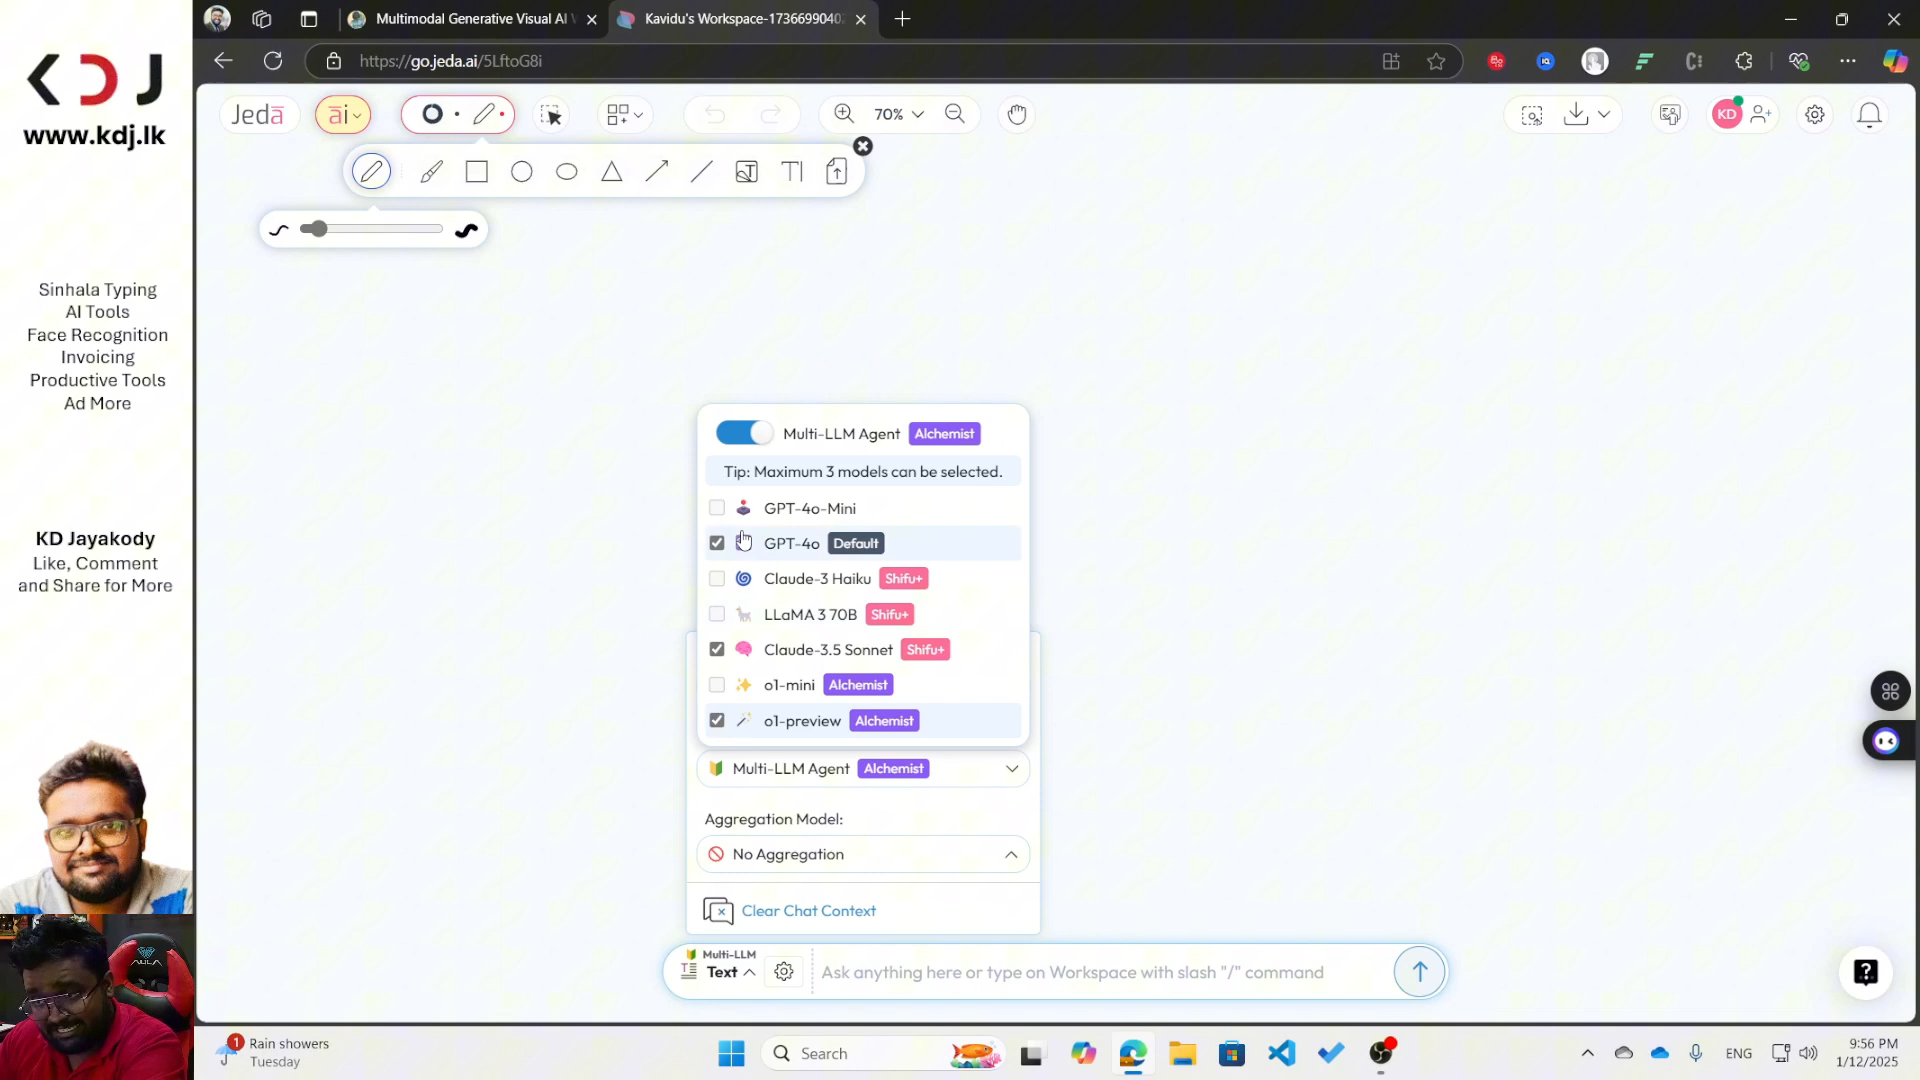 KDJ
www.kdj.lk
Sinhala Typing
AI Tools
Face Recognition
Invoicing
Productive Tools
Ad More
KD Jayakody
Like, Comment
and Share for More
Multimodal Generative Visual AI
Kavidu's Workspace-1736699040
https://go.jeda.ai/5LftoG8i
Jedā
āi
70%
KD
Multi-LLM Agent Alchemist
Tip: Maximum 3 models can be selected.
GPT-4o-Mini
GPT-4o Default
Claude-3 Haiku Shifu+
LLaMA 3 70B Shifu+
Claude-3.5 Sonnet Shifu+
o1-mini Alchemist
o1-preview Alchemist
Multi-LLM Agent Alchemist
Aggregation Model:
No Aggregation
Clear Chat Context
Multi-LLM
Text
Ask anything here or type on Workspace with slash "/" command
1
Rain showers
Tuesday
Search
ENG
9:56 PM
1/12/2025